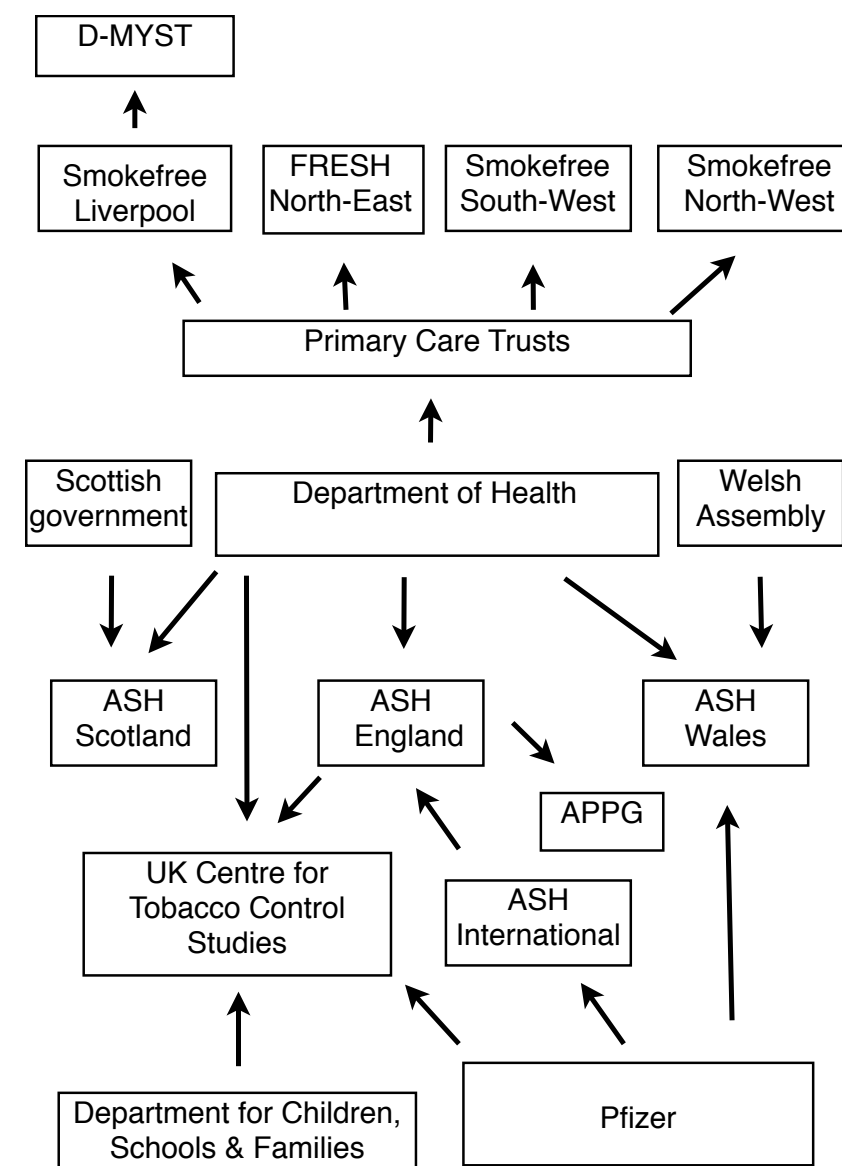 D-MYST
Smokefree
Liverpool
FRESH
North-East
Smokefree
South-West
Smokefree
North-West
Primary Care Trusts
Scottish
government
Department of Health
Welsh
Assembly
ASH
Scotland
ASH
England
ASH
Wales
APPG
UK Centre for
Tobacco Control
Studies
ASH
International
Department for Children,
Schools & Families
Pfizer